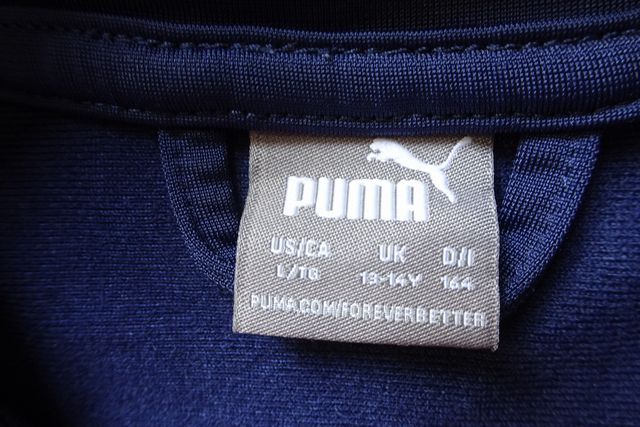 PUMA
US/CA UK D/I
L/TG 13-14Y 164
PUMA.COM/FOREVERBETTER